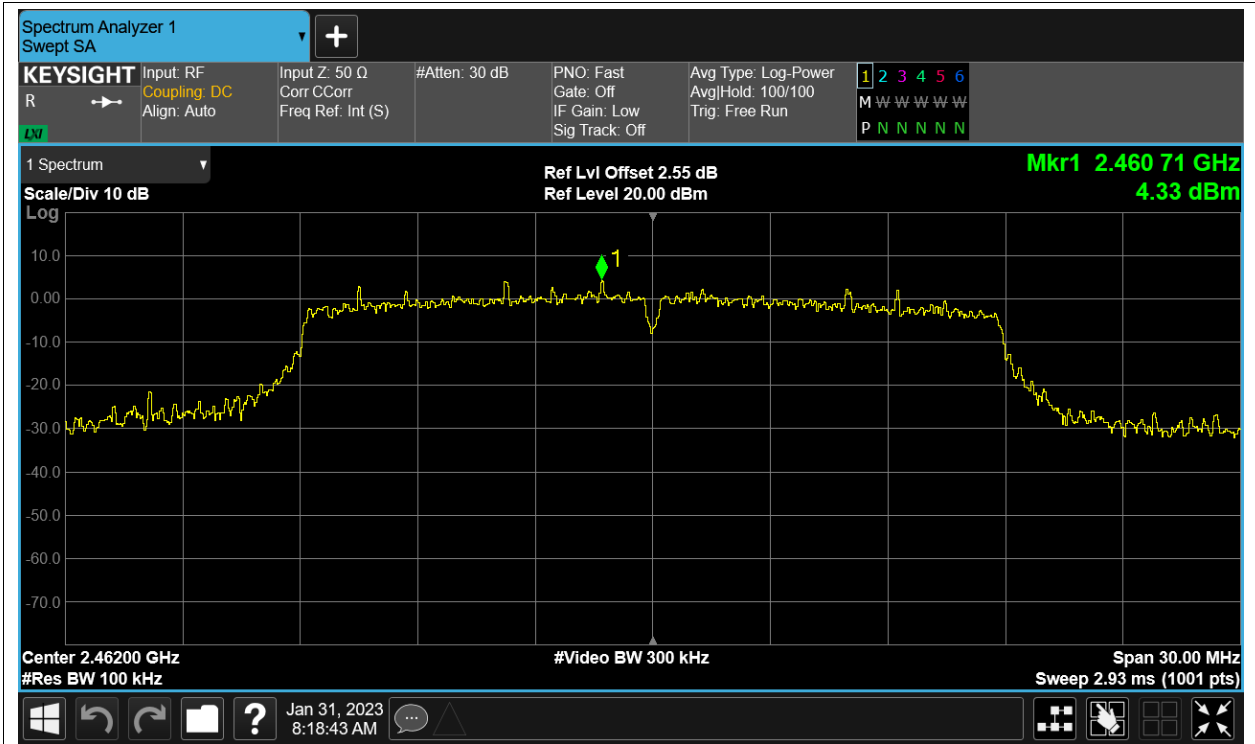 Spectrum Analyzer 1
Swept SA
KEYSIGHT
R
LXI
Input: RF
Coupling: DC
Align: Auto
Input Z: 50 Ω
Corr CCorr
Freq Ref: Int (S)
#Atten: 30 dB
PNO: Fast
Gate: Off
IF Gain: Low
Sig Track: Off
Avg Type: Log-Power
Avg|Hold: 100/100
Trig: Free Run
1 2 3 4 5 6
M W W W W W
P N N N N N
1 Spectrum
Scale/Div 10 dB
Ref Lvl Offset 2.55 dB
Ref Level 20.00 dBm
Mkr1 2.460 71 GHz
4.33 dBm
Log
10.0
0.00
-10.0
-20.0
-30.0
-40.0
-50.0
-60.0
-70.0
1
Center 2.46200 GHz
#Res BW 100 kHz
#Video BW 300 kHz
Span 30.00 MHz
Sweep 2.93 ms (1001 pts)
?
Jan 31, 2023
8:18:43 AM